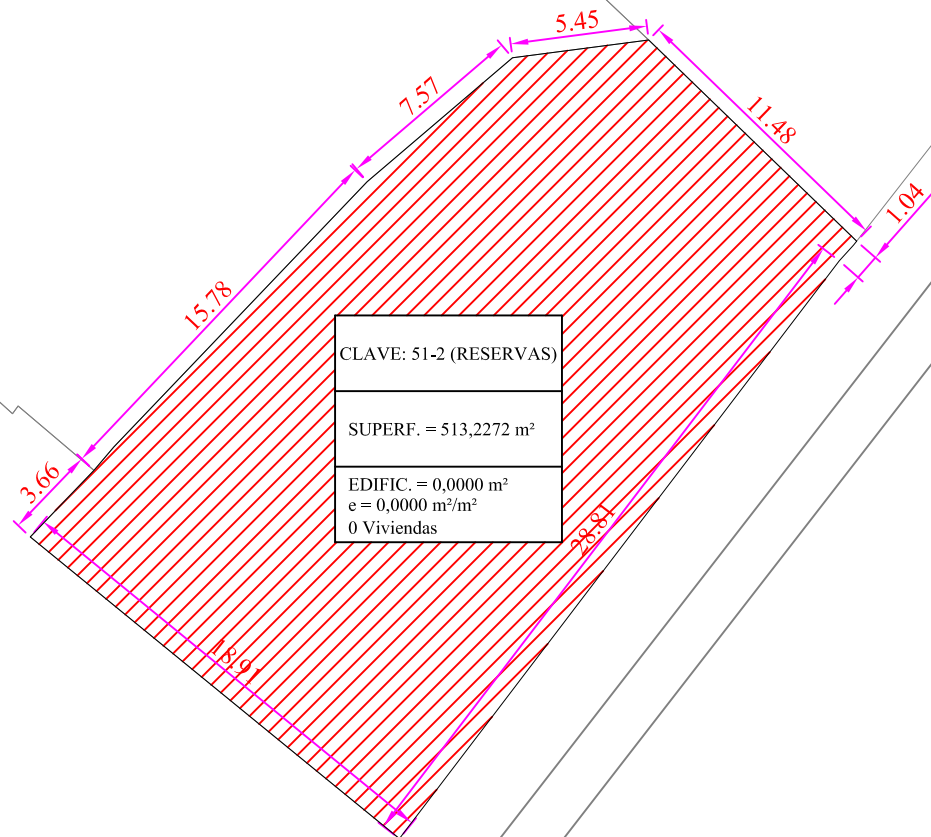 5.45
7.57
11.48
1.04
15.78
CLAVE: 51-2 (RESERVAS)
SUPERF. = 513,2272 m²
3.66
EDIFIC. = 0,0000 m²
e = 0,0000 m²/m²
0 Viviendas
28.81
18.91